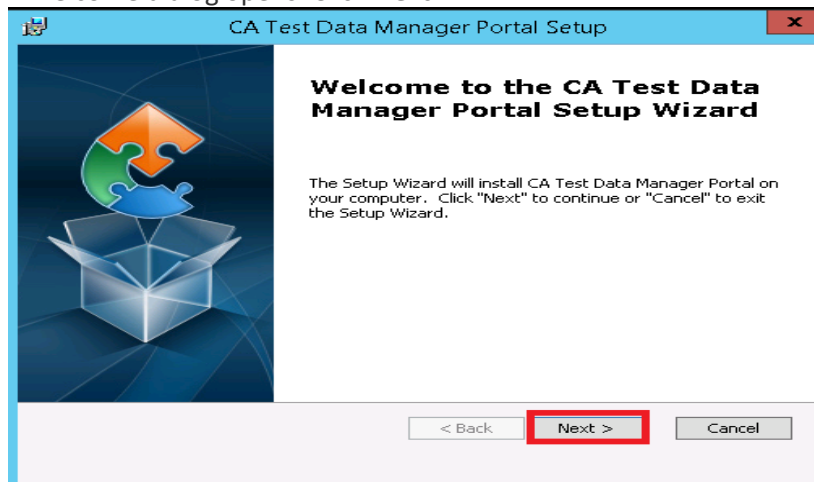 CA Test Data Manager Portal Setup
x
Welcome to the CA Test Data
Manager Portal Setup Wizard
The Setup Wizard will install CA Test Data Manager Portal on
your computer. Click "Next" to continue or "Cancel" to exit
the Setup Wizard.
< Back Next > Cancel